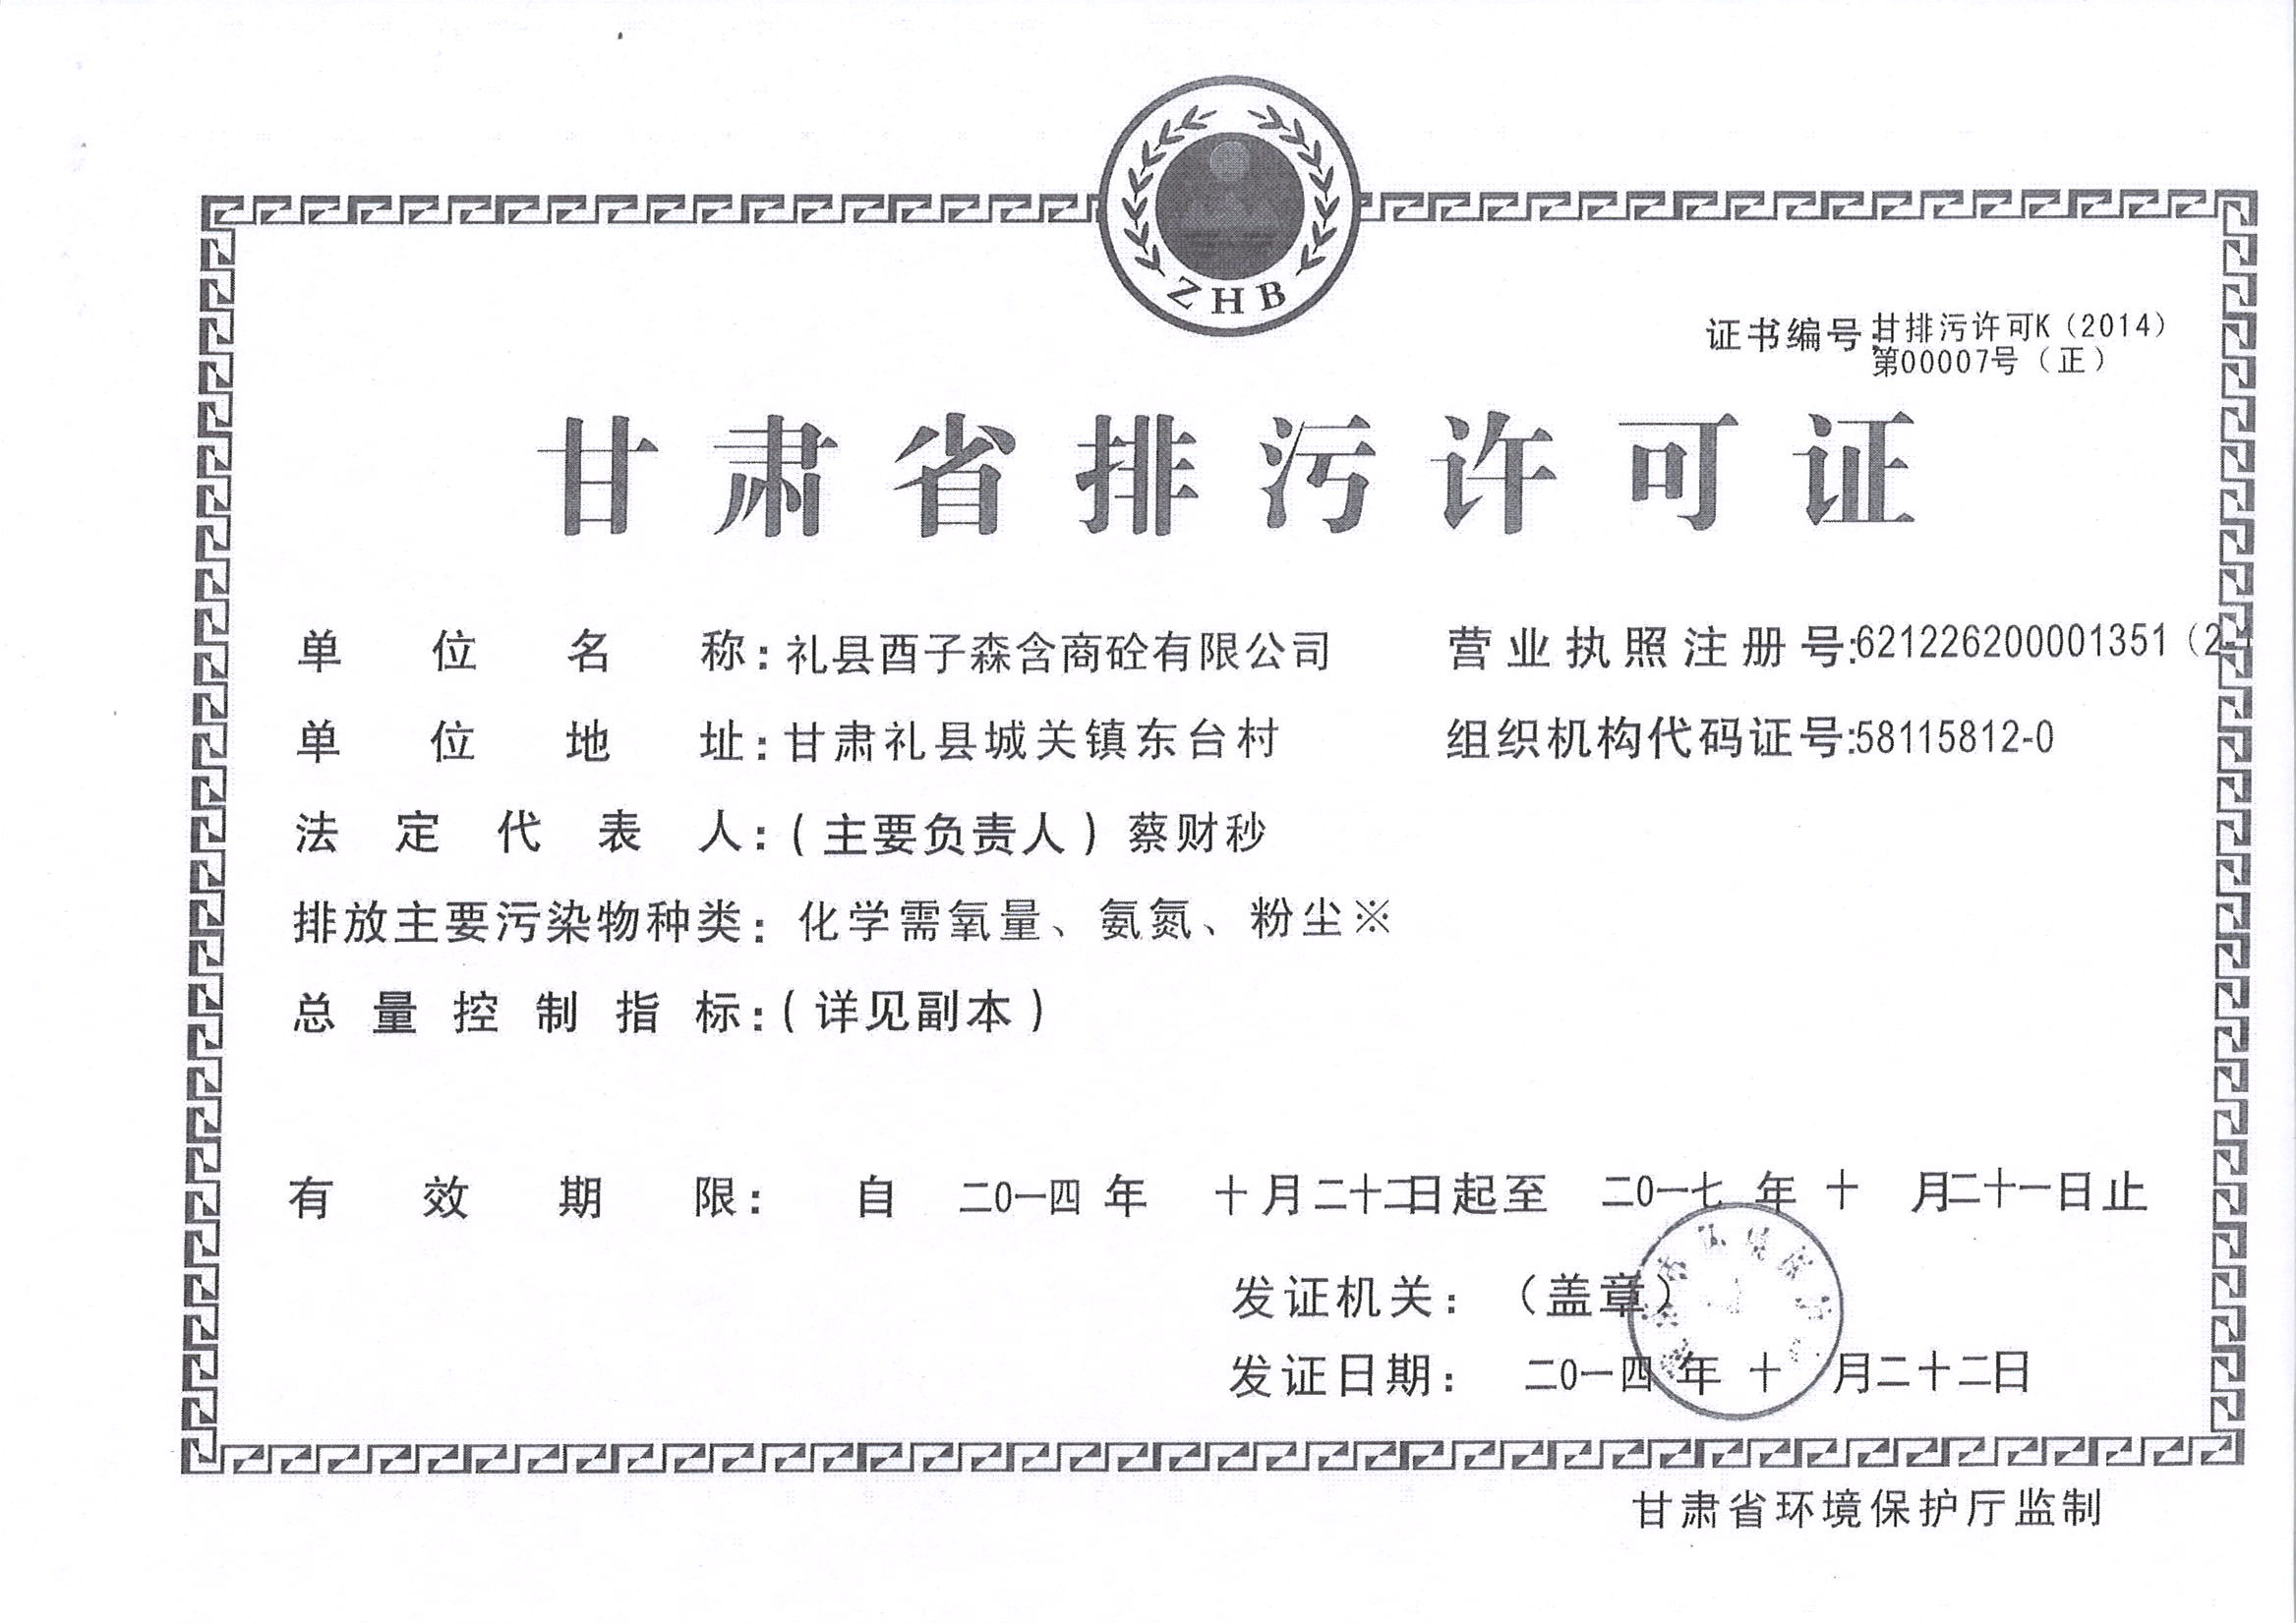 ZHB
证书编号:甘排污许可K（2014）
第00007号（正）
甘肃省排污许可证
单位名称:礼县酉子森含商砼有限公司 营业执照注册号:621226200001351（2
单位地址:甘肃礼县城关镇东台村 组织机构代码证号:58115812-0
法定代表人:(主要负责人)蔡财秒
排放主要污染物种类:化学需氧量、氨氮、粉尘※
总量控制指标:(详见副本)
有效期限: 自 二0一四 年 十月二十二日起至 二0一七 年 十 月二十一日止
发证机关:（盖章）
发证日期: 二0一四 年 十 月二十二日
甘肃省环境保护厅监制